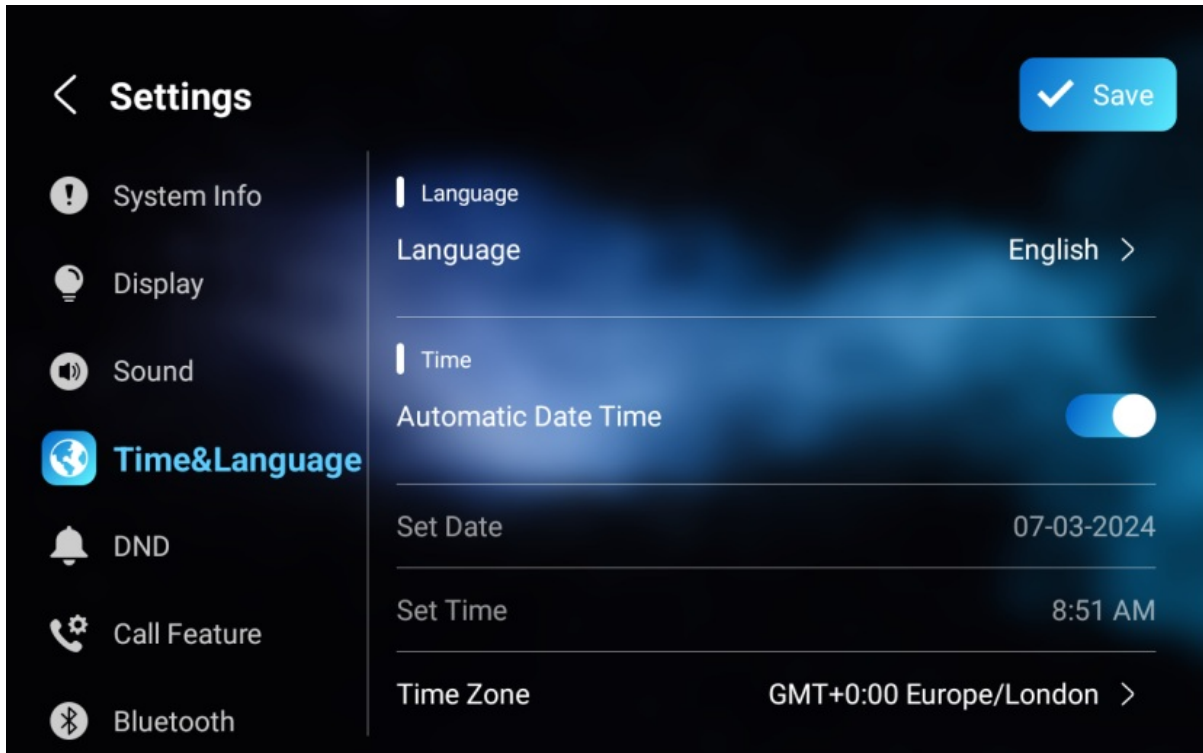 Settings
Save
System Info
Display
Sound
Time&Language
DND
Call Feature
Bluetooth
Language
Language English
Time
Automatic Date Time
Set Date 07-03-2024
Set Time 8:51 AM
Time Zone GMT+0:00 Europe/London